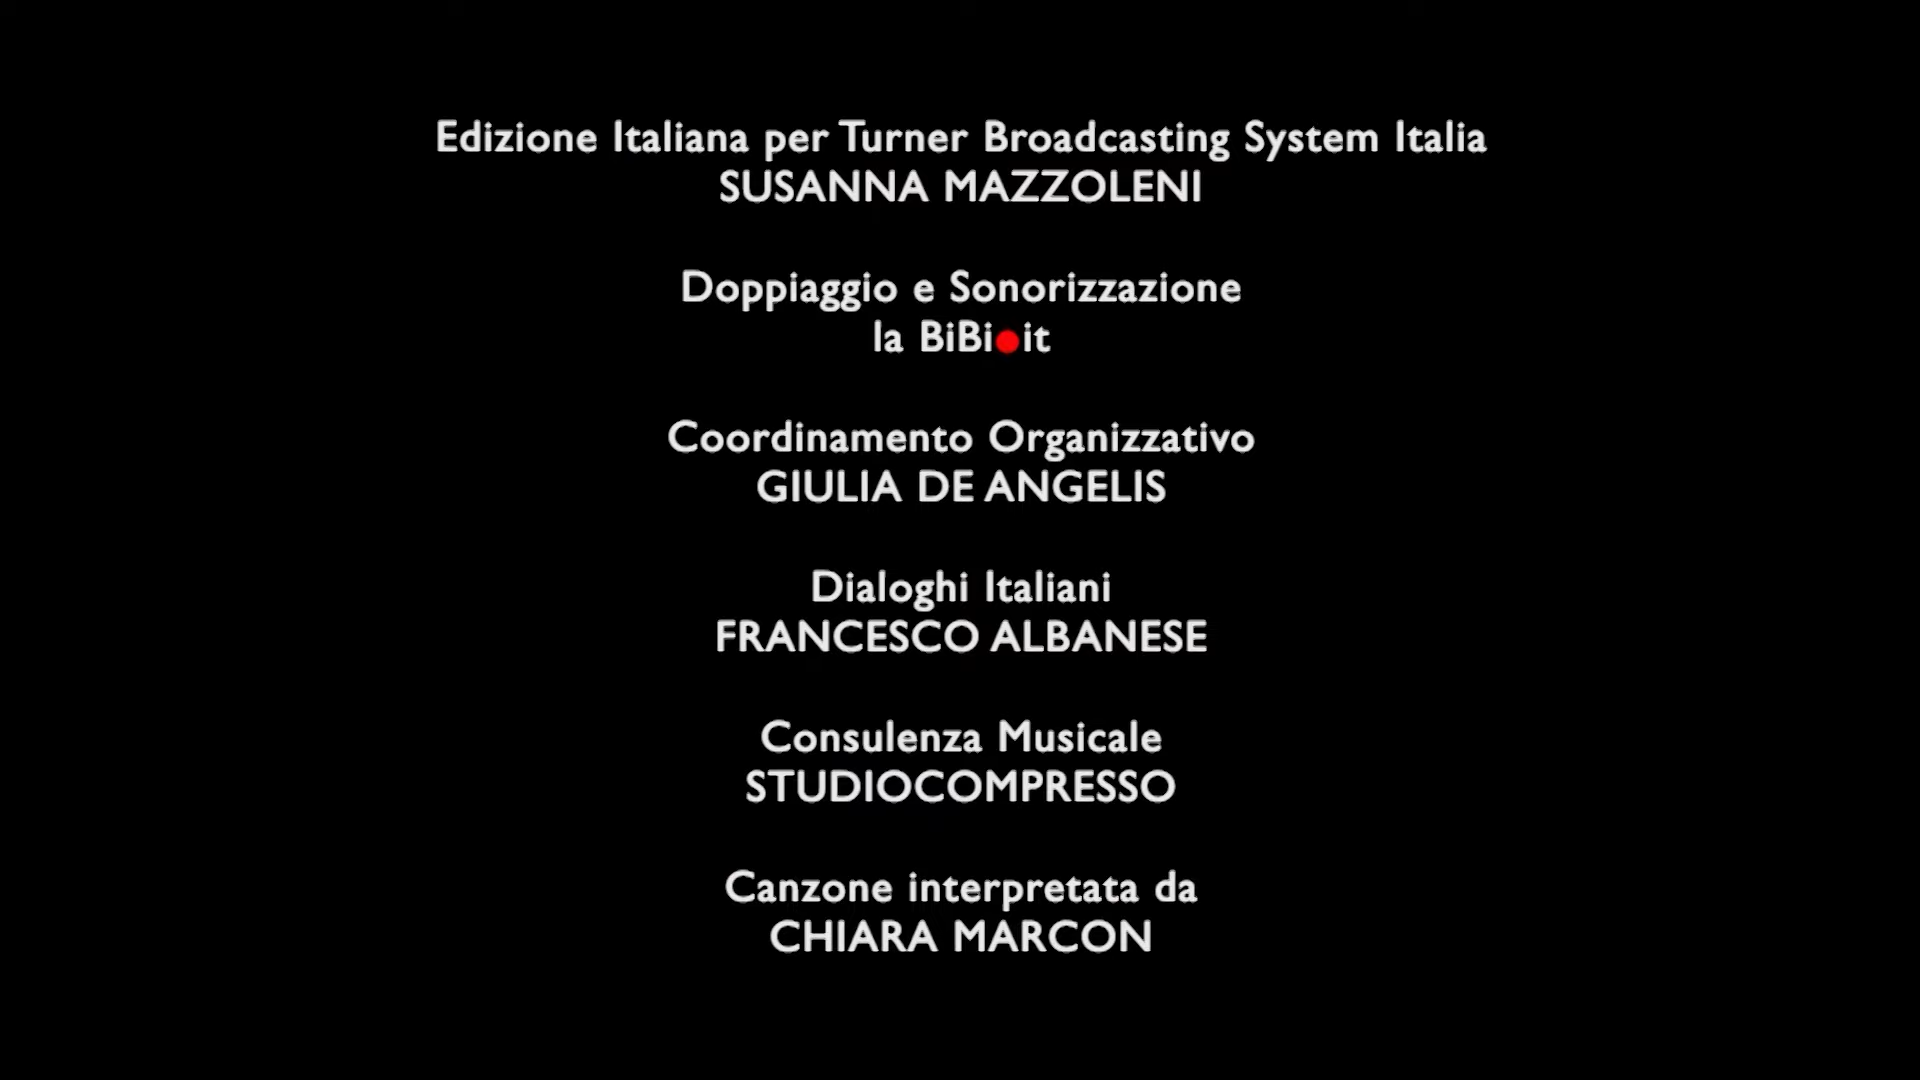 Edizione Italiana per Turner Broadcasting System Italia
SUSANNA MAZZOLENI
Doppiaggio e Sonorizzazione
la BiBi.it
Coordinamento Organizzativo
GIULIA DE ANGELIS
Dialoghi Italiani
FRANCESCO ALBANESE
Consulenza Musicale
STUDIOCOMPRESSO
Canzone interpretata da
CHIARA MARCON